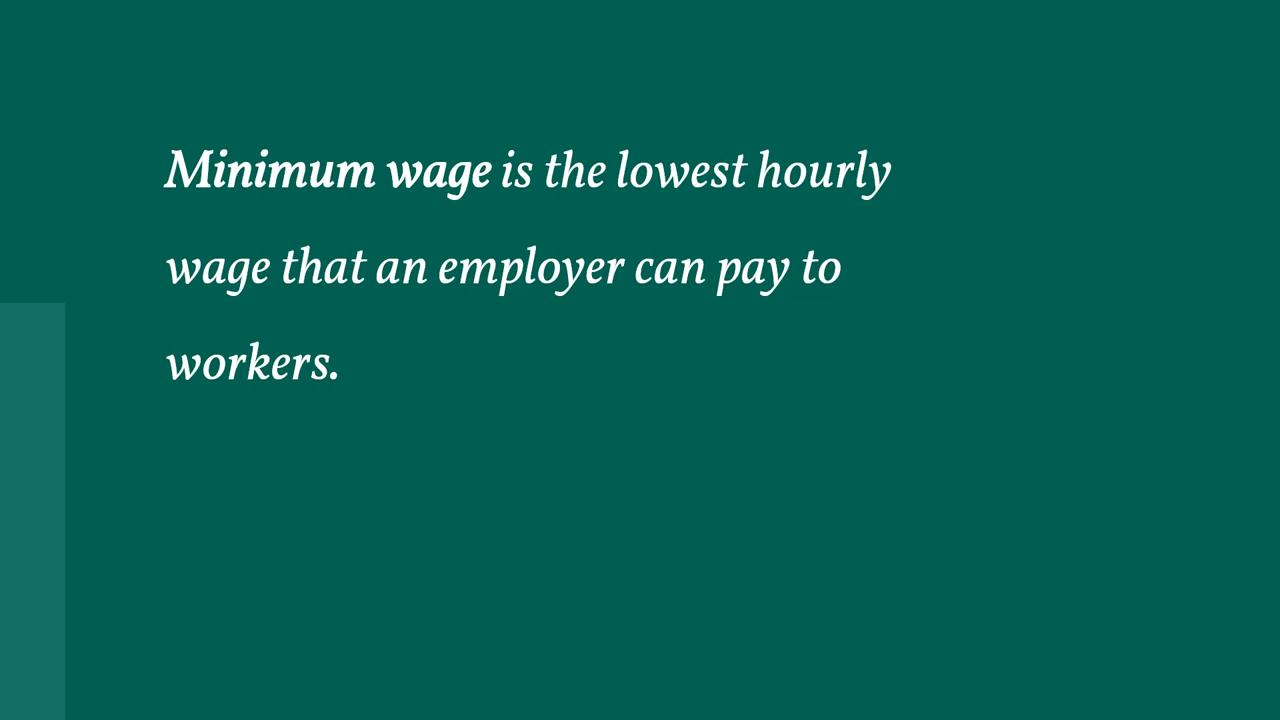 Minimum wage is the lowest hourly
wage that an employer can pay to
workers.